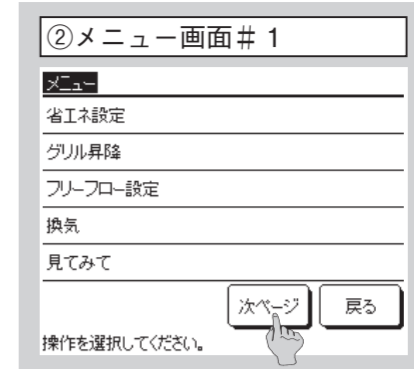 ②メニュー画面＃1
メニュー
省エネ設定
グリル昇降
フリーフロー設定
換気
見てみて
次ページ 戻る
操作を選択してください。